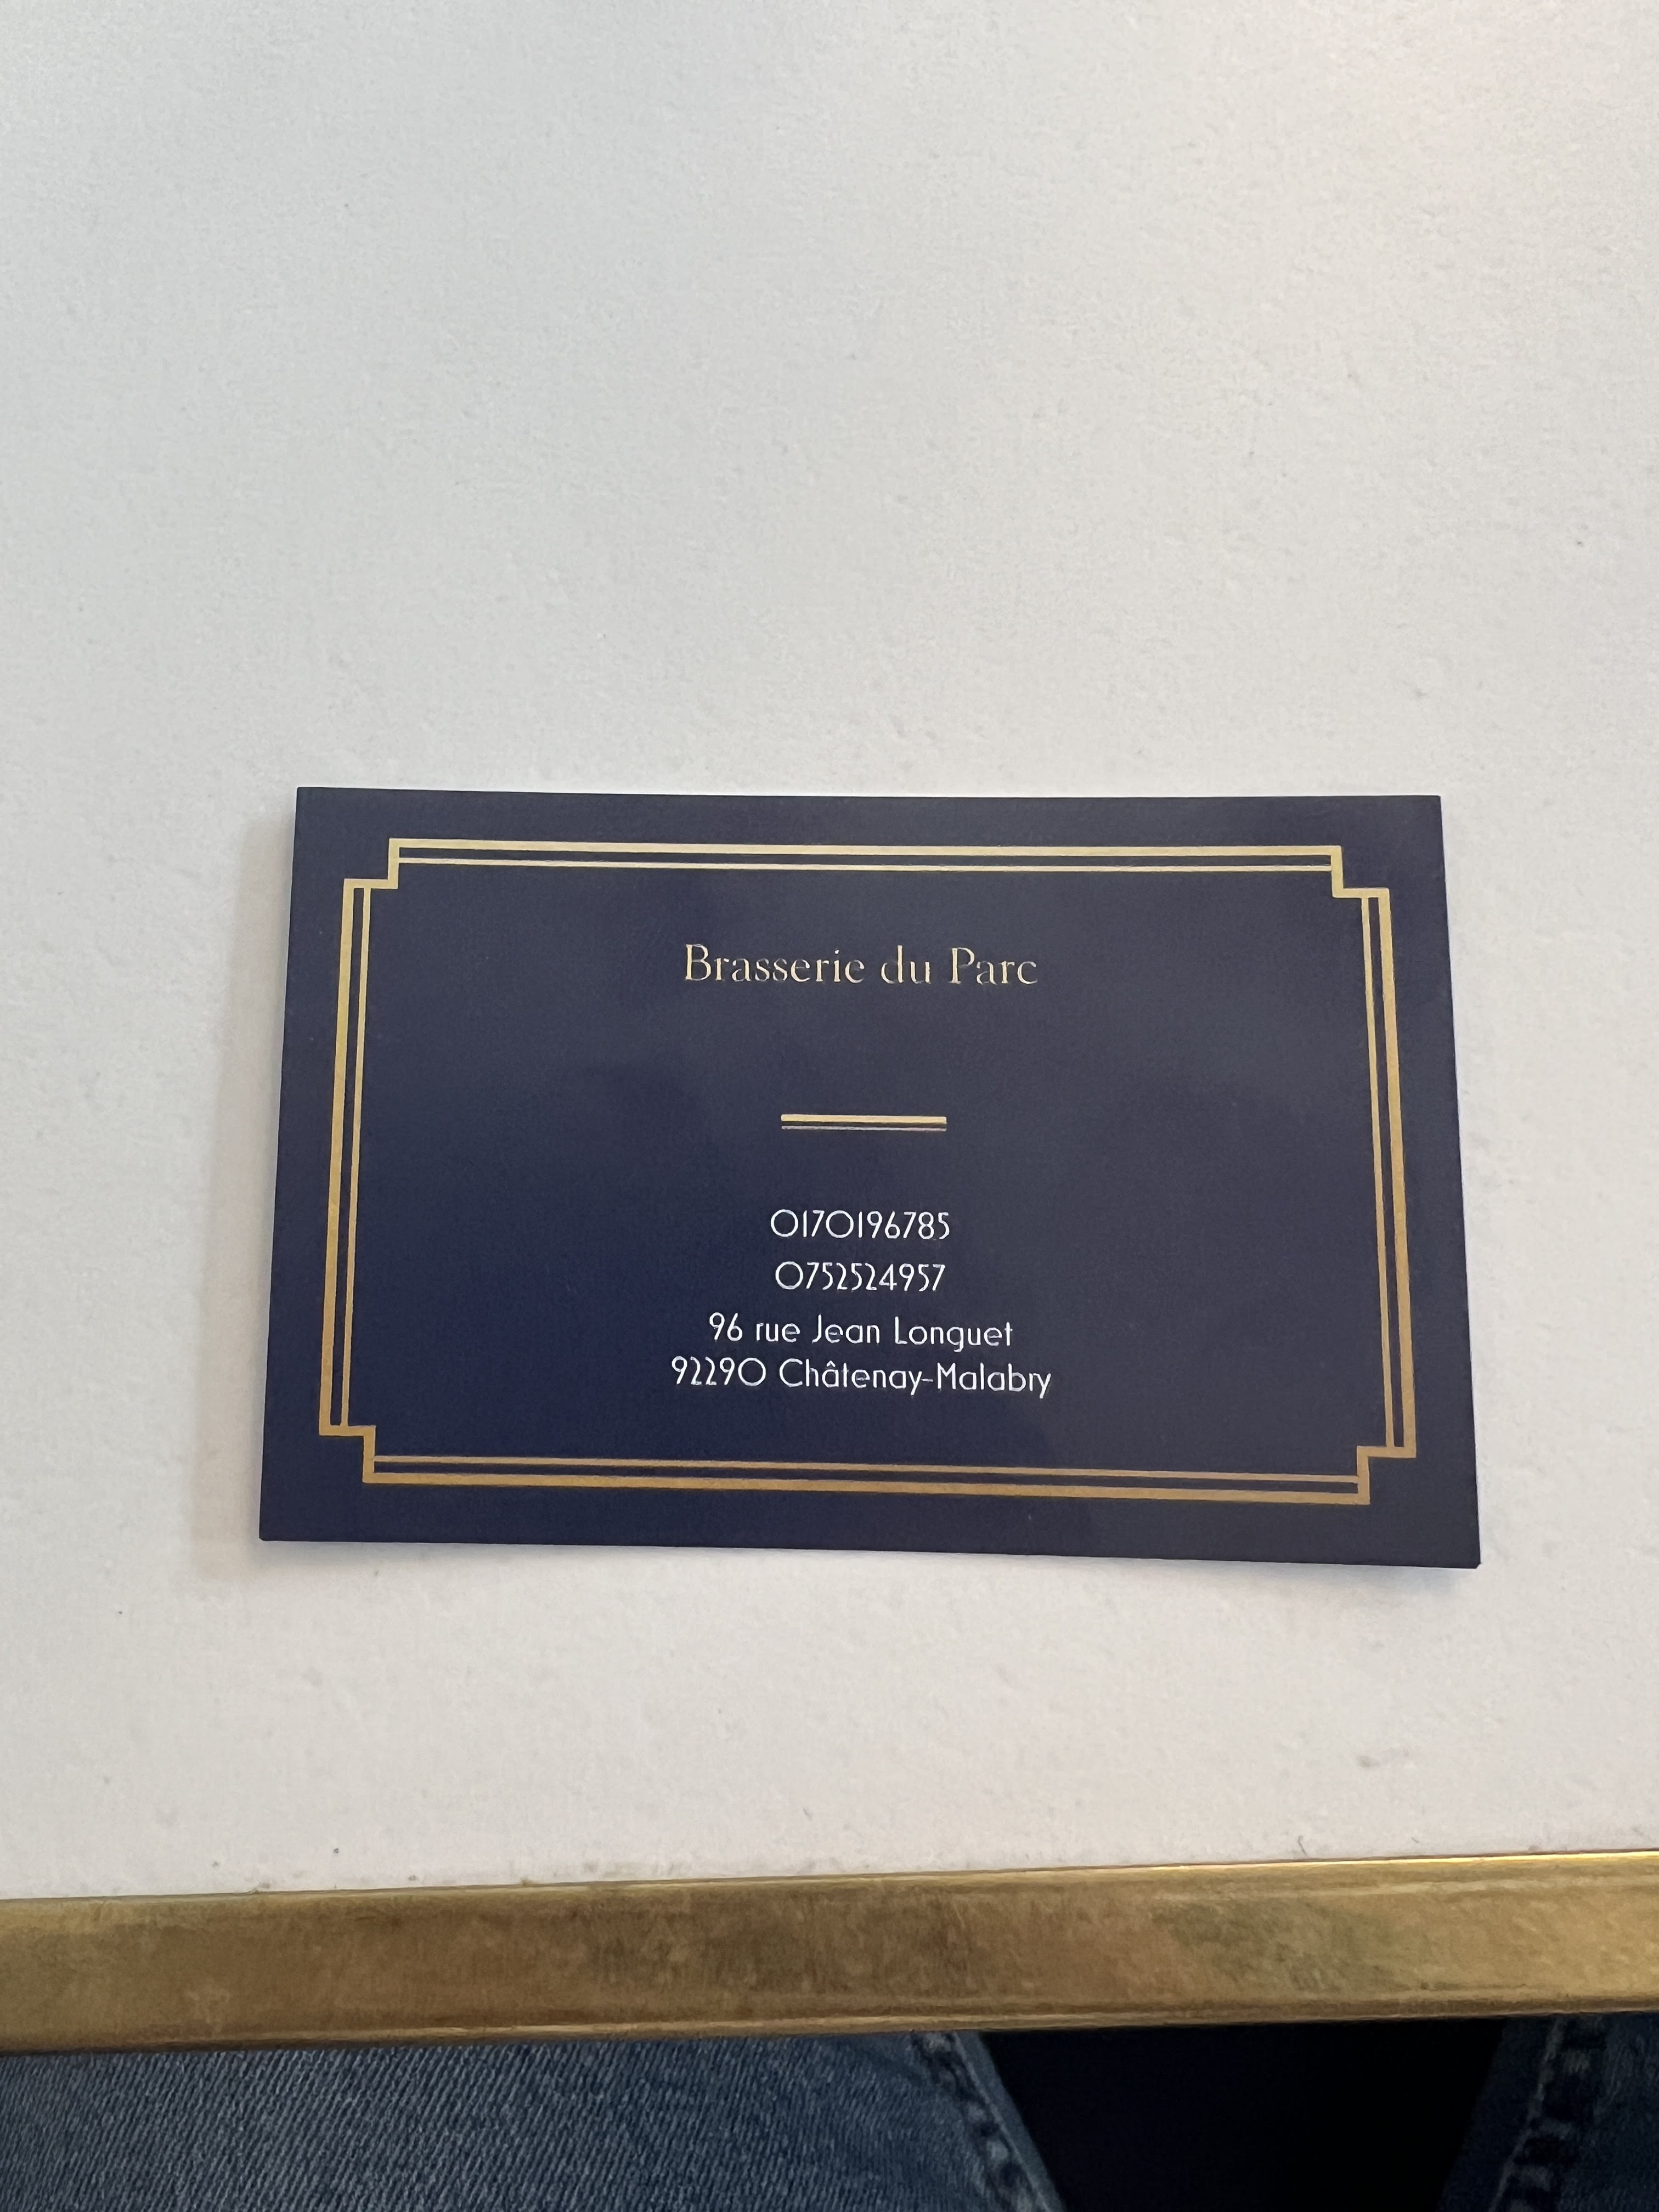 Brasserie du Parc
0170196785
0752524957
96 rue Jean Longuet
92290 Châtenay-Malabry